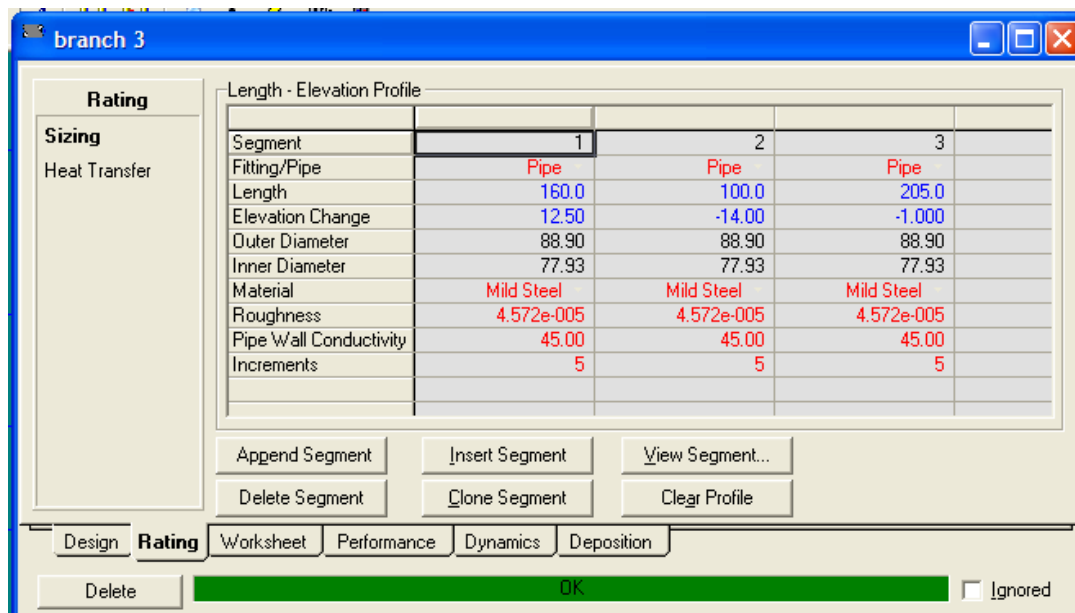 branch 3
Rating
Sizing
Heat Transfer
Length - Elevation Profile
Segment 1 2 3
Fitting/Pipe Pipe Pipe Pipe
Length 160.0 100.0 205.0
Elevation Change 12.50 -14.00 -1.000
Outer Diameter 88.90 88.90 88.90
Inner Diameter 77.93 77.93 77.93
Material Mild Steel Mild Steel Mild Steel
Roughness 4.572e-005 4.572e-005 4.572e-005
Pipe Wall Conductivity 45.00 45.00 45.00
Increments 5 5 5
Append Segment Insert Segment View Segment...
Delete Segment Clone Segment Clear Profile
Design Rating Worksheet Performance Dynamics Deposition
Delete OK Ignored